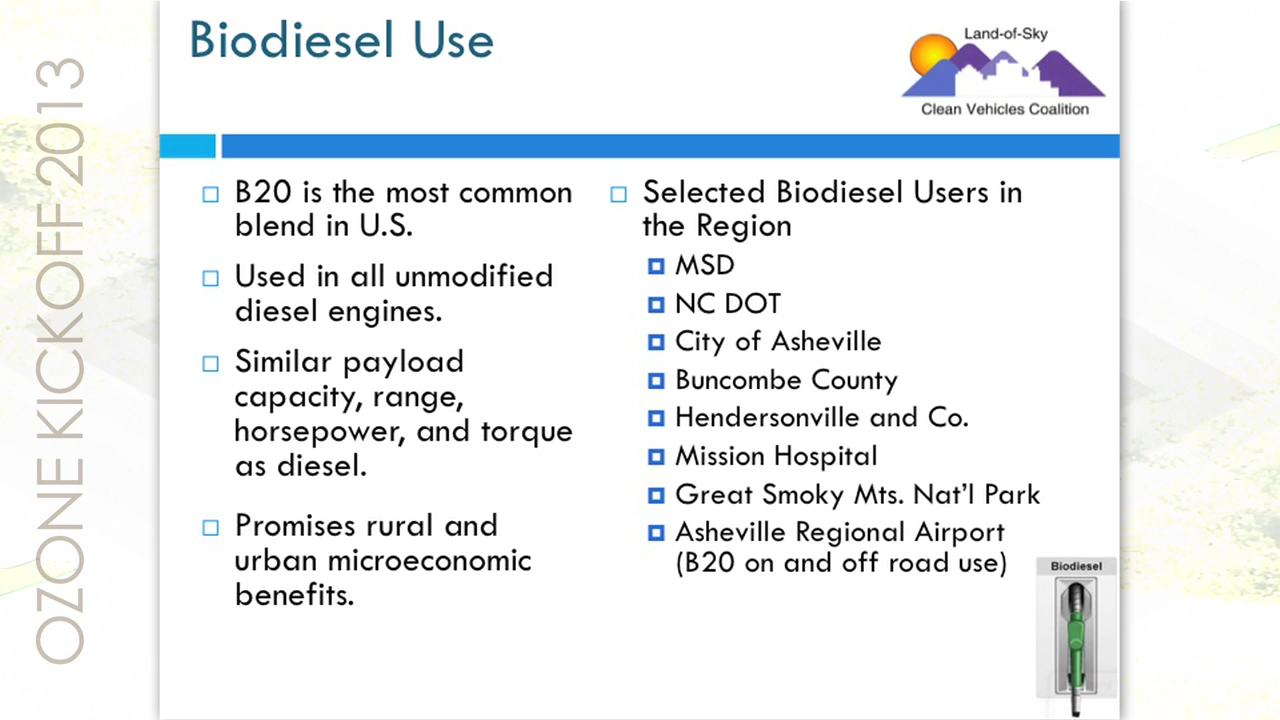 OZONE KICKOFF 2013
Biodiesel Use
Land-of-Sky
Clean Vehicles Coalition
B20 is the most common
blend in U.S.
Used in all unmodified
diesel engines.
Similar payload
capacity, range,
horsepower, and torque
as diesel.
Promises rural and
urban microeconomic
benefits.
Selected Biodiesel Users in
the Region
MSD
NC DOT
City of Asheville
Buncombe County
Hendersonville and Co.
Mission Hospital
Great Smoky Mts. Nat’l Park
Asheville Regional Airport
(B20 on and off road use)
Biodiesel